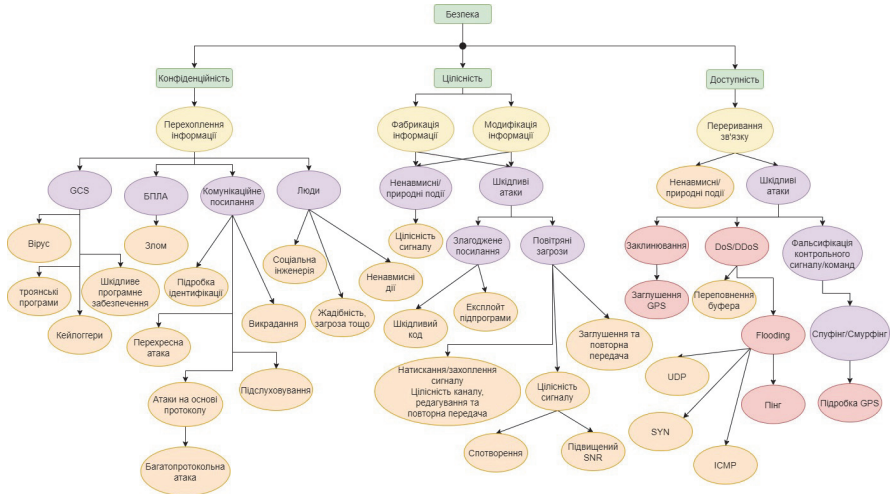 Безпека
Конфіденційність
Цілісність
Доступність
Перехоплення
інформації
Фабрикація
інформації
Модифікація
інформації
Переривання
зв'язку
GCS
БПЛА
Комунікаційне
посилання
Люди
Ненавмисні/
природні події
Шкідливі
атаки
Ненавмисні/
природні події
Шкідливі
атаки
Вірус
Злом
Соціальна
інженерія
Цілісність
сигналу
Злагоджене
посилання
Повітряні
загрози
Заклинювання
DoS/DDoS
Фальсифікація
контрольного
сигналу/команд
троянські
програми
Шкідливе
програмне
забезпечення
Підробка
ідентифікації
Ненавмисні
дії
Кейлоггери
Викрадання
Жадібність,
загроза тощо
Шкідливий
код
Експлойт
підпрограми
Заглушення
GPS
Переповнення
буфера
Перехресна
атака
Заглушення та
повторна
передача
Flooding
Спуфінг/Смурфінг
Атаки на основі
протоколу
Підслуховування
Натискання/захоплення
сигналу
Цілісність каналу,
редагування та
повторна передача
Цілісність
сигналу
UDP
Пінг
Підробка GPS
SYN
ICMP
Багатопротокольна
атака
Спотворення
Підвищений
SNR